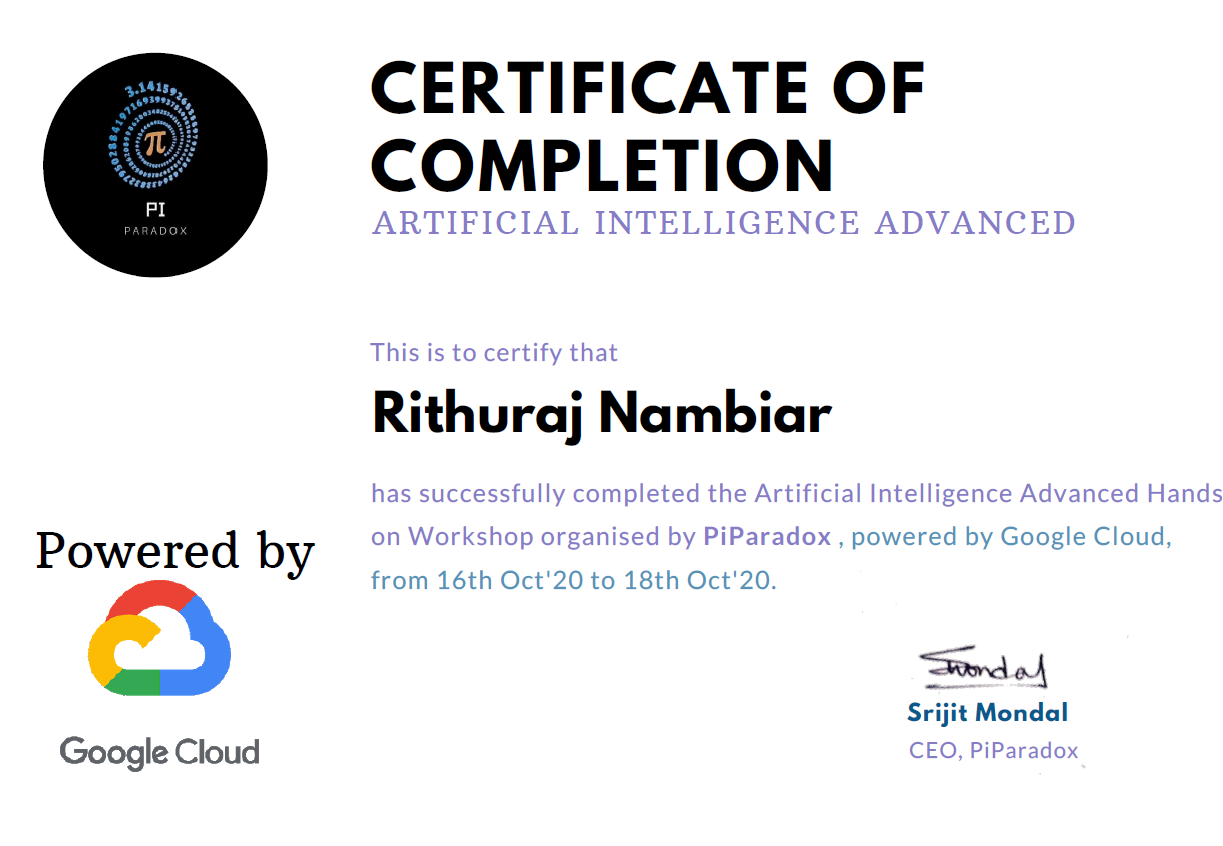 3.14159265
PI
PARADOX
CERTIFICATE OF
COMPLETION
ARTIFICIAL INTELLIGENCE ADVANCED
This is to certify that
Rithuraj Nambiar
has successfully completed the Artificial Intelligence Advanced Hands
on Workshop organised by PiParadox , powered by Google Cloud,
from 16th Oct'20 to 18th Oct'20.
Powered by
Google Cloud
Srijit Mondal
CEO, PiParadox